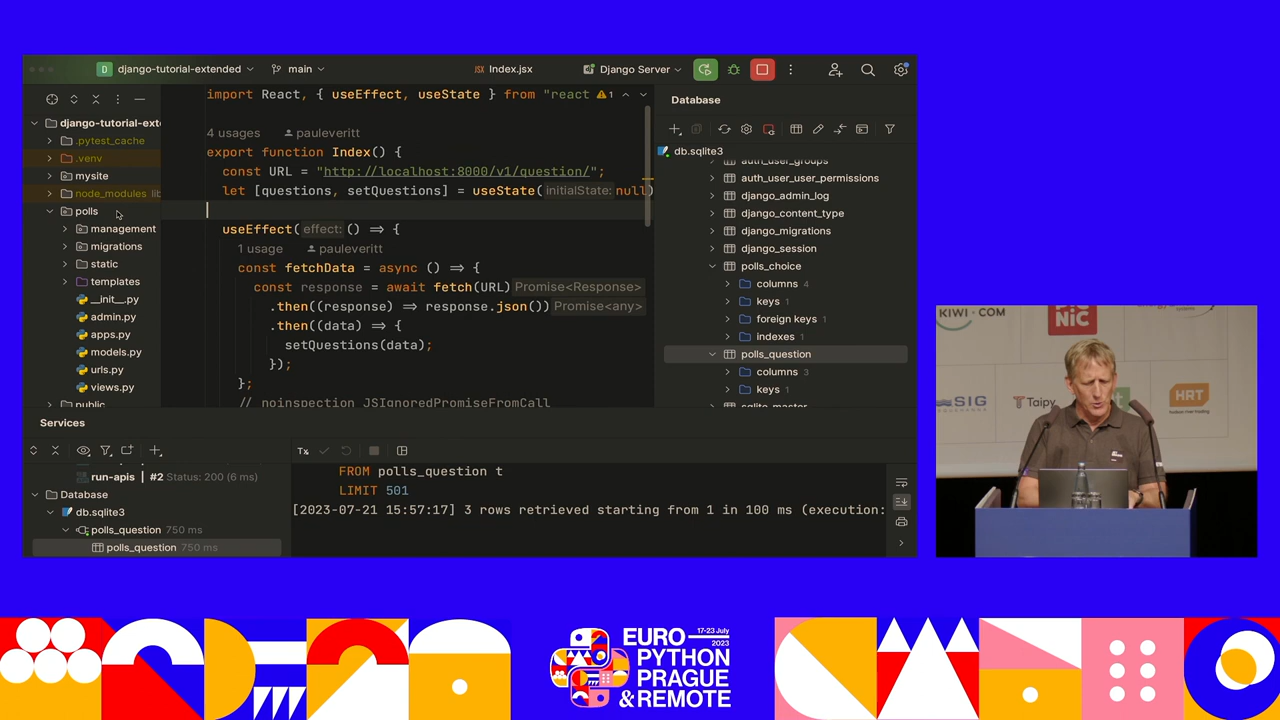 D django-tutorial-extended
main
JSX Index.jsx
Django Server
django-tutorial-ext
.pytest_cache
.venv
mysite
node_modules lib
polls
management
migrations
static
templates
__init__.py
admin.py
apps.py
models.py
urls.py
views.py
public
import React, { useEffect, useState } from "react
1
4 usages pauleveritt
export function Index() {
const URL = "http://localhost:8000/v1/question/";
let [questions, setQuestions] = useState( initialState: null)
useEffect( effect: () => {
1 usage pauleveritt
const fetchData = async () => {
const response = await fetch(URL) Promise<Response>
.then((response) => response.json()) Promise<any>
.then((data) => {
setQuestions(data);
});
};
// noinspection JSIgnoredPromiseFromCall
Database
db.sqlite3
auth_user_groups
auth_user_user_permissions
django_admin_log
django_content_type
django_migrations
django_session
polls_choice
columns 4
keys 1
foreign keys 1
indexes 1
polls_question
columns 3
keys 1
sqlite_master
Services
Tx
run-apis | #2 Status: 200 (6 ms)
Database
db.sqlite3
polls_question 750 ms
polls_question 750 ms
FROM polls_question t
LIMIT 501
[2023-07-21 15:57:17] 3 rows retrieved starting from 1 in 100 ms (execution:
KIWI·COM
NiC
SIG
Taipy
HRT
EURO
17-23 July
2023
PYTHON
PRAGUE
& REMOTE